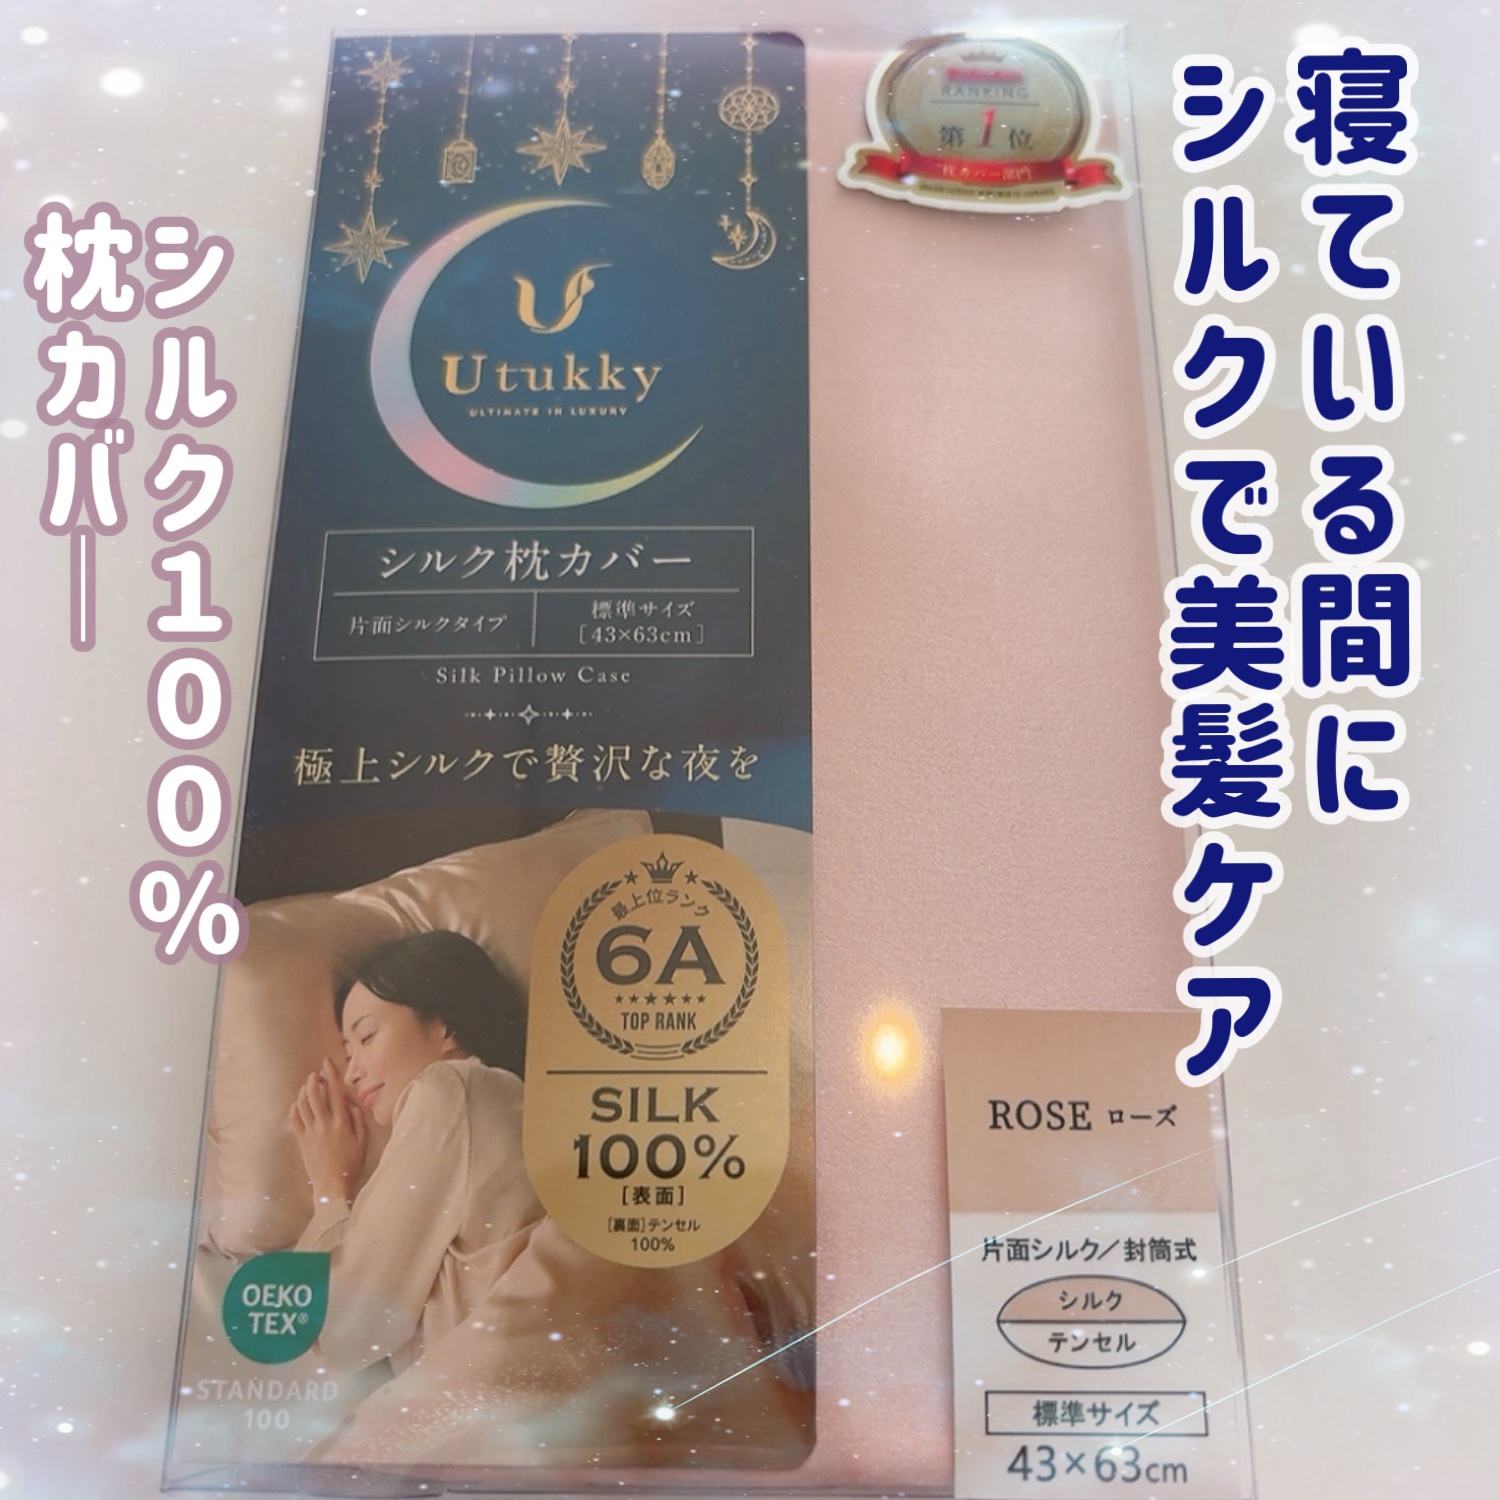 寝ている間に
シルクで美髪ケア
シルク100%
枕カバー
RANKING
第1位
枕カバー部門
Utukky
ULTIMATE IN LUXURY
シルク枕カバー
片面シルクタイプ
標準サイズ
[43×63cm]
Silk Pillow Case
極上シルクで贅沢な夜を
最上位ランク
6A
TOP RANK
SILK
100%
[表面]
[裏面]テンセル
100%
OEKO
TEX®
STANDARD
100
ROSE ローズ
片面シルク/封筒式
シルク
テンセル
標準サイズ
43×63cm